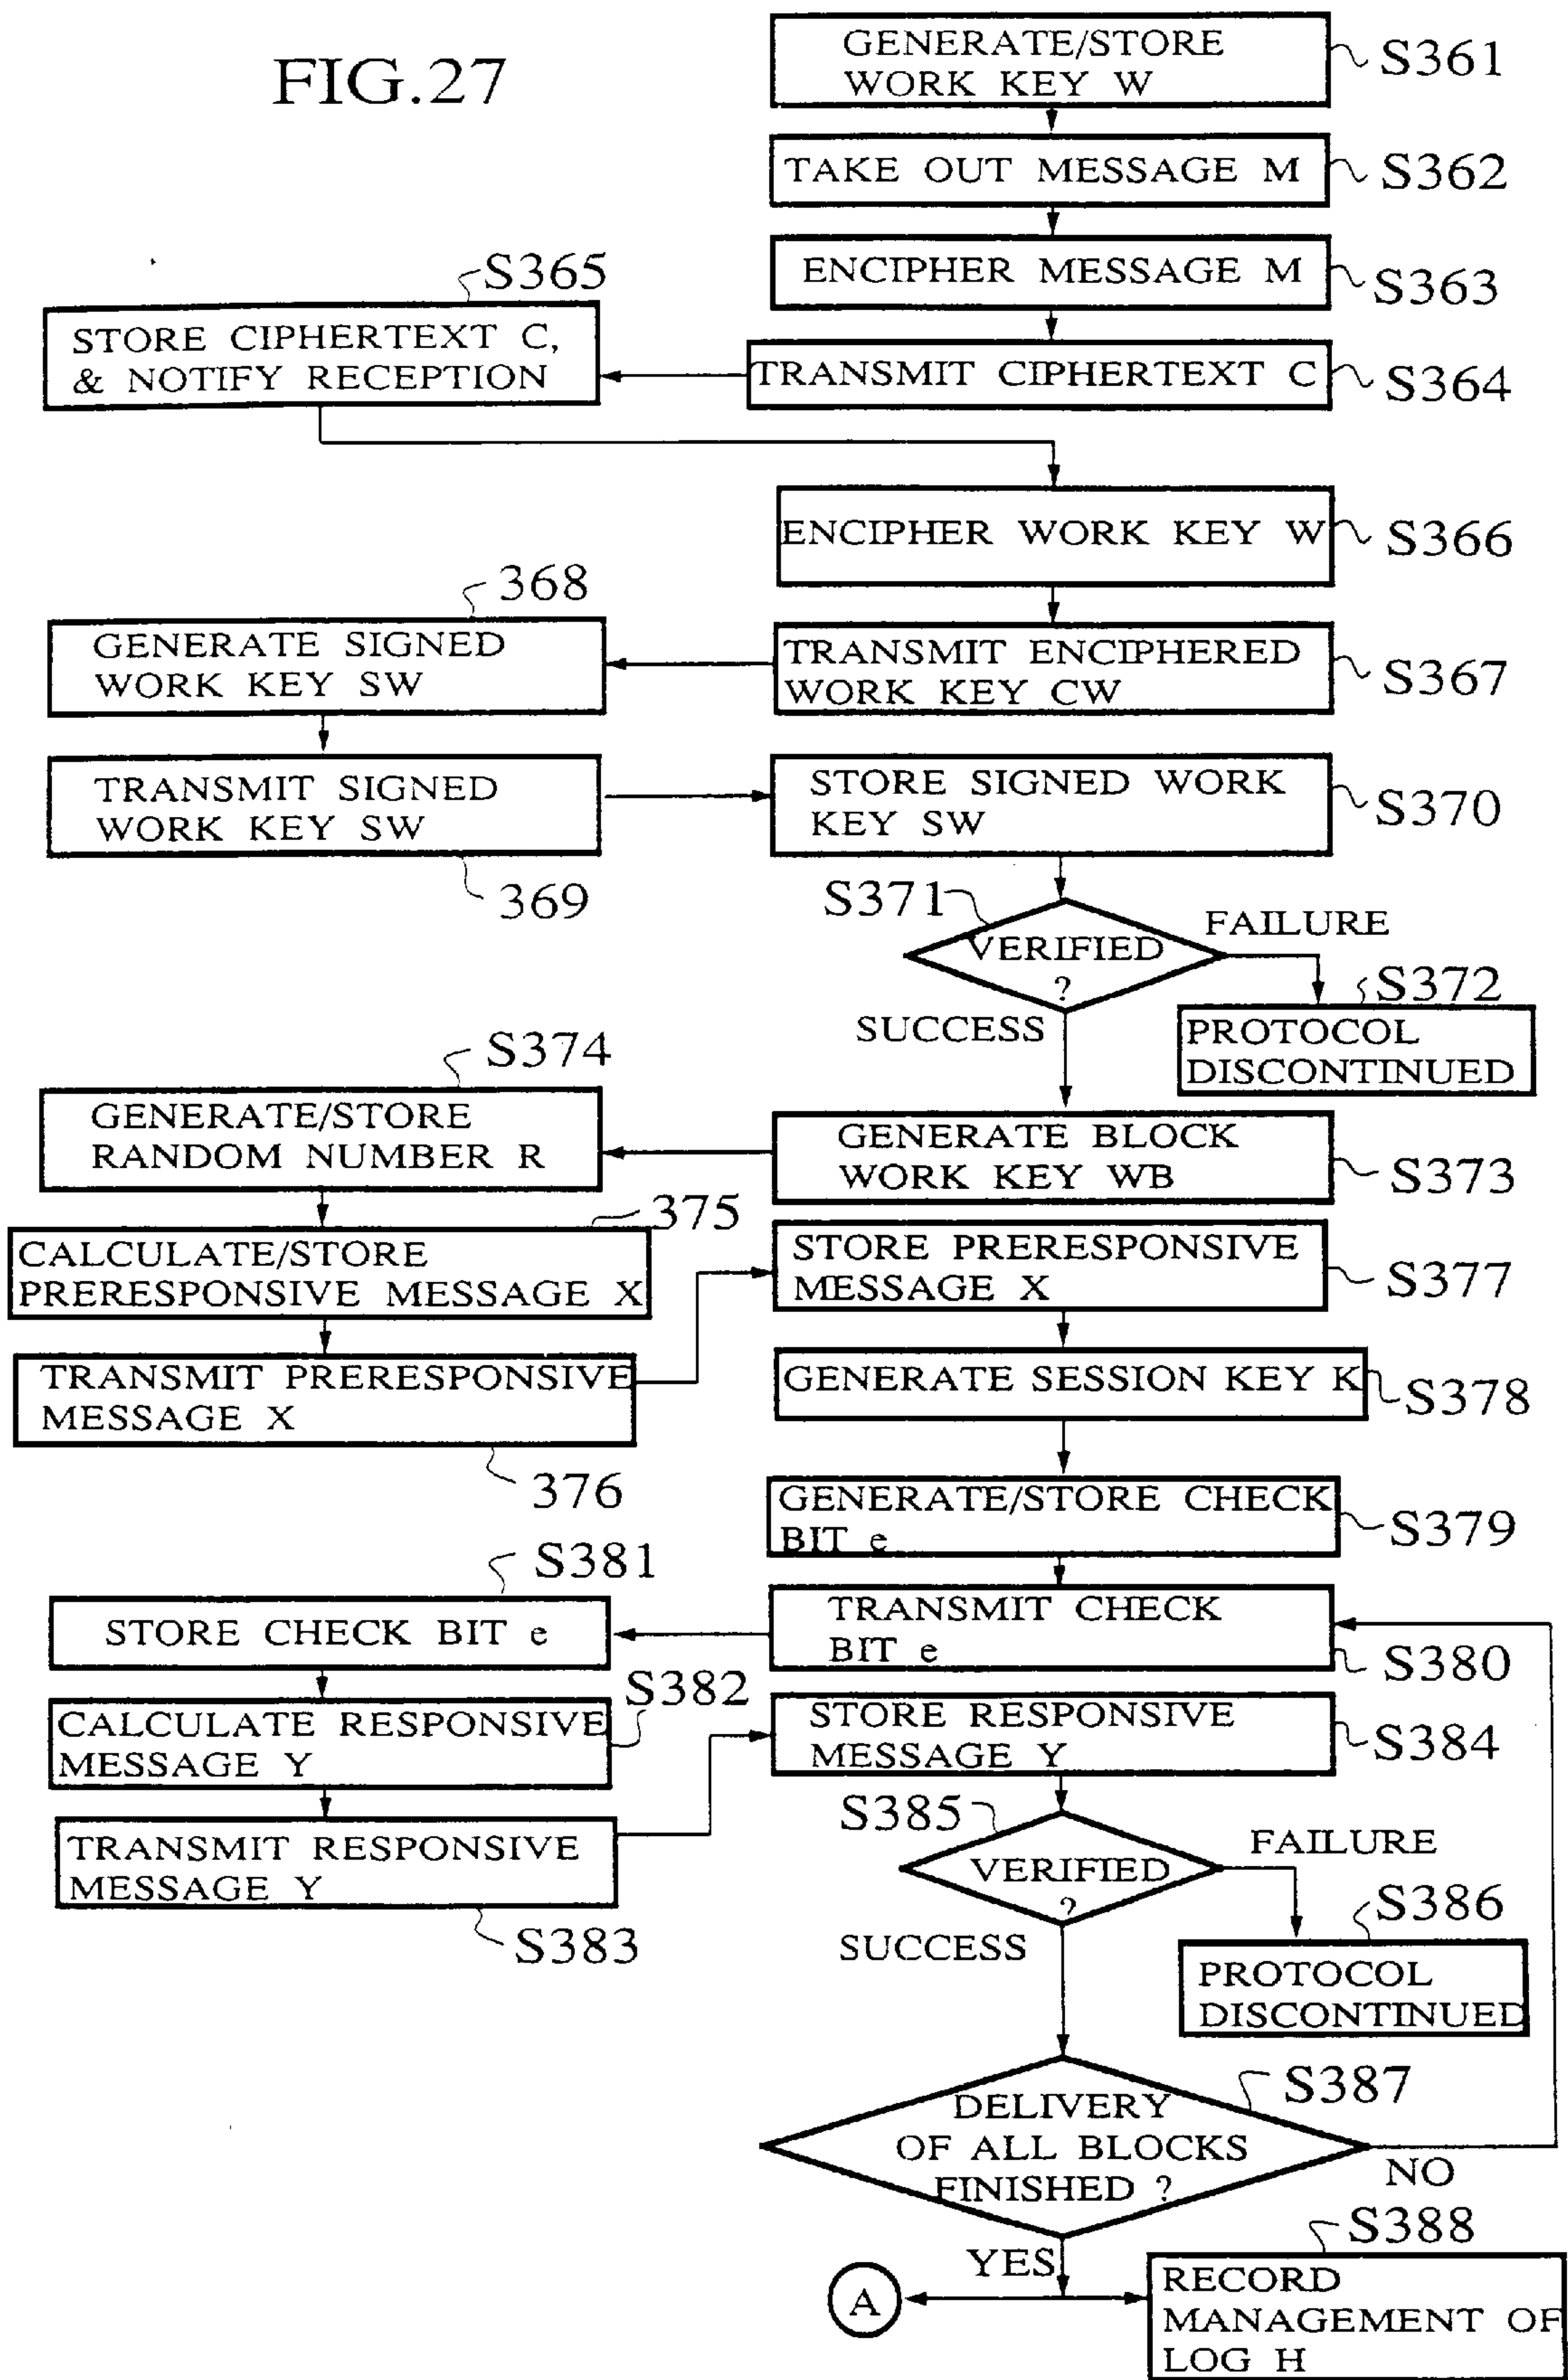 FIG.27
GENERATE/STORE
WORK KEY W
S361
TAKE OUT MESSAGE M
S362
ENCIPHER MESSAGE M
S363
S365
STORE CIPHERTEXT C,
& NOTIFY RECEPTION
TRANSMIT CIPHERTEXT C
S364
ENCIPHER WORK KEY W
S366
368
GENERATE SIGNED
WORK KEY SW
TRANSMIT ENCIPHERED
WORK KEY CW
S367
TRANSMIT SIGNED
WORK KEY SW
369
STORE SIGNED WORK
KEY SW
S370
S371
VERIFIED
?
FAILURE
SUCCESS
S372
PROTOCOL
DISCONTINUED
S374
GENERATE/STORE
RANDOM NUMBER R
GENERATE BLOCK
WORK KEY WB
S373
375
CALCULATE/STORE
PRERESPONSIVE MESSAGE X
STORE PRERESPONSIVE
MESSAGE X
S377
TRANSMIT PRERESPONSIVE
MESSAGE X
376
GENERATE SESSION KEY K
S378
GENERATE/STORE CHECK
BIT e
S379
S381
STORE CHECK BIT e
TRANSMIT CHECK
BIT e
S380
S382
CALCULATE RESPONSIVE
MESSAGE Y
STORE RESPONSIVE
MESSAGE Y
S384
TRANSMIT RESPONSIVE
MESSAGE Y
S383
S385
VERIFIED
?
FAILURE
SUCCESS
S386
PROTOCOL
DISCONTINUED
S387
DELIVERY
OF ALL BLOCKS
FINISHED ?
NO
YES
S388
A
RECORD
MANAGEMENT OF
LOG H